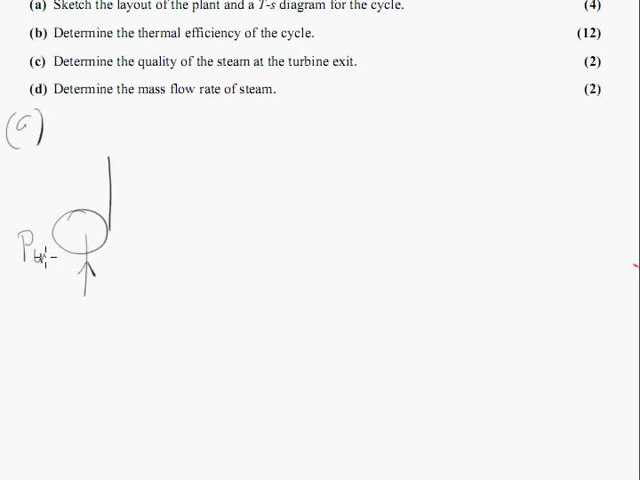 (a) Sketch the layout of the plant and a T-s diagram for the cycle. (4)
(b) Determine the thermal efficiency of the cycle. (12)
(c) Determine the quality of the steam at the turbine exit. (2)
(d) Determine the mass flow rate of steam. (2)
(a)